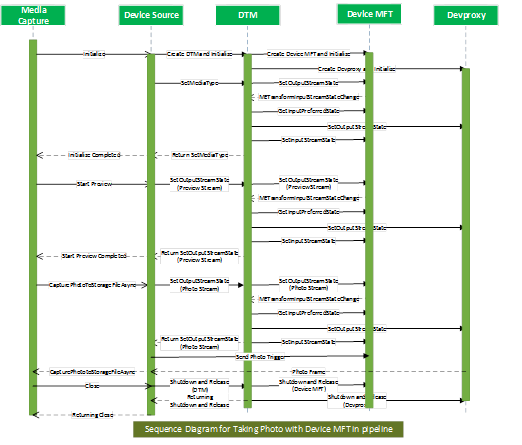 Media
Capture
Device Source
DTM
Device MFT
Devproxy
Initialize
Create DTM and Initialize
Create Device MFT and Initialize
Create Devproxy and Initialize
SetMediaType
SetOutputStreamState
METransformInputStreamStateChange
GetInputPreferredState
SetOutputStreamState
SetInputStreamState
Initialize Completed
Return SetMediaType
Start Preview
SetOutputStreamState
(Preview Stream)
SetOutputStreamState
(Preview Stream)
METransformInputStreamStateChange
GetInputPreferredState
SetOutputStreamState
SetInputStreamState
Start Preview Completed
Return SetOutputStreamState
(Preview Stream)
CapturePhotoToStorageFileAsync
SetOutputStreamState
(Photo Stream)
SetOutputStreamState
(Photo Stream)
METransformInputStreamStateChange
GetInputPreferredState
SetOutputStreamState
Return SetOutputStreamState
(Photo Stream)
SetInputStreamState
Send Photo Trigger
CapturePhotoToStorageFileAsync
Photo Frame
Close
Shutdown and Release
(DTM)
Shutdown and Release
(Device MFT)
Returning
Shutdown and Release
Shutdown and Release
(Devproxy)
Returning Close
Sequence Diagram for Taking Photo with Device MFT in pipeline